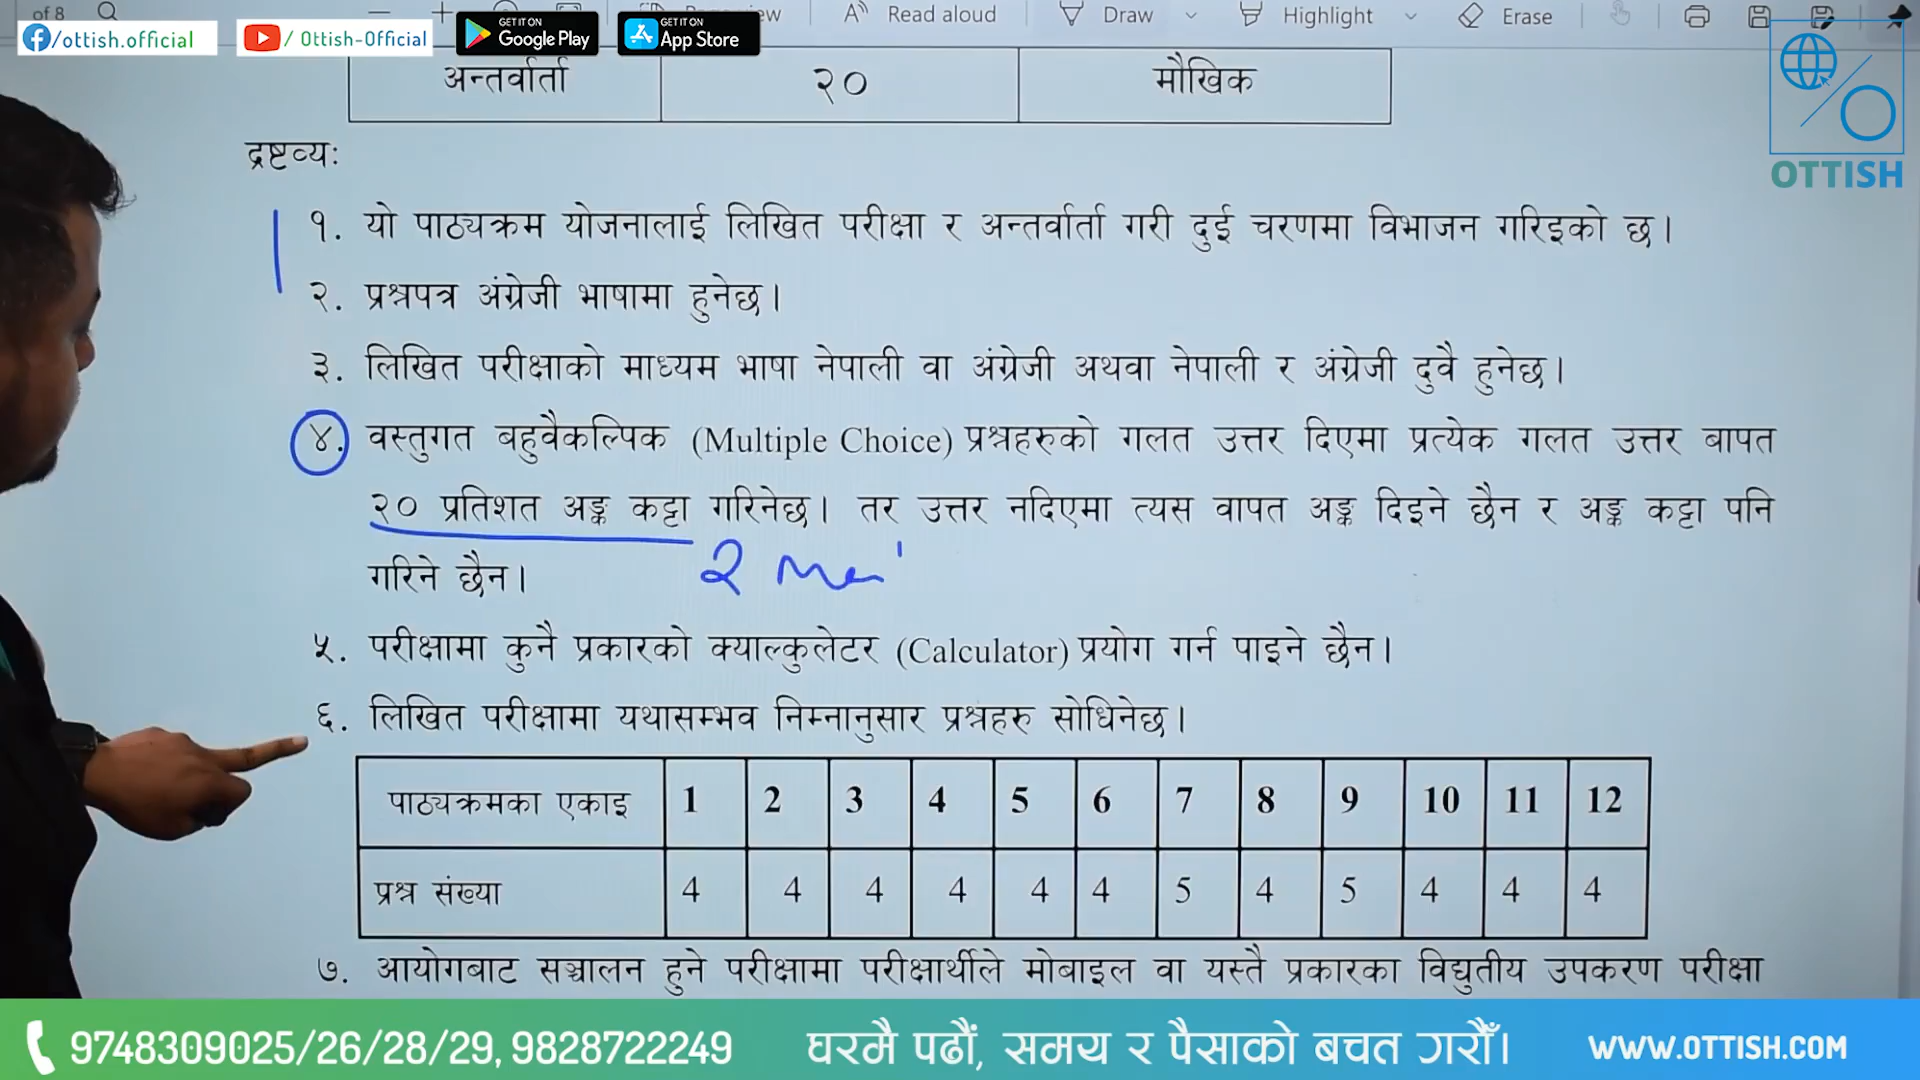 of 8
Read aloud
Draw
Highlight
Erase
/ottish.official
/ Ottish-Official
GET IT ON
Google Play
GET IT ON
App Store
OTTISH
अन्तर्वार्ता २० मौखिक
द्रष्टव्यः
१. यो पाठ्यक्रम योजनालाई लिखित परीक्षा र अन्तर्वार्ता गरी दुई चरणमा विभाजन गरिइको छ।
२. प्रश्नपत्र अंग्रेजी भाषामा हुनेछ।
३. लिखित परीक्षाको माध्यम भाषा नेपाली वा अंग्रेजी अथवा नेपाली र अंग्रेजी दुवै हुनेछ।
४. वस्तुगत बहुवैकल्पिक (Multiple Choice) प्रश्नहरुको गलत उत्तर दिएमा प्रत्येक गलत उत्तर बापत
२० प्रतिशत अङ्क कट्टा गरिनेछ। तर उत्तर नदिएमा त्यस वापत अङ्क दिइने छैन र अङ्क कट्टा पनि
गरिने छैन।
५. परीक्षामा कुनै प्रकारको क्याल्कुलेटर (Calculator) प्रयोग गर्न पाइने छैन।
६. लिखित परीक्षामा यथासम्भव निम्नानुसार प्रश्नहरु सोधिनेछ।
पाठ्यक्रमका एकाइ 1 2 3 4 5 6 7 8 9 10 11 12
प्रश्न संख्या 4 4 4 4 4 4 5 4 5 4 4 4
७. आयोगबाट सञ्चालन हुने परीक्षामा परीक्षार्थीले मोबाइल वा यस्तै प्रकारका विद्युतीय उपकरण परीक्षा
9748309025/26/28/29, 9828722249
घरमै पढौं, समय र पैसाको बचत गरौँ।
WWW.OTTISH.COM